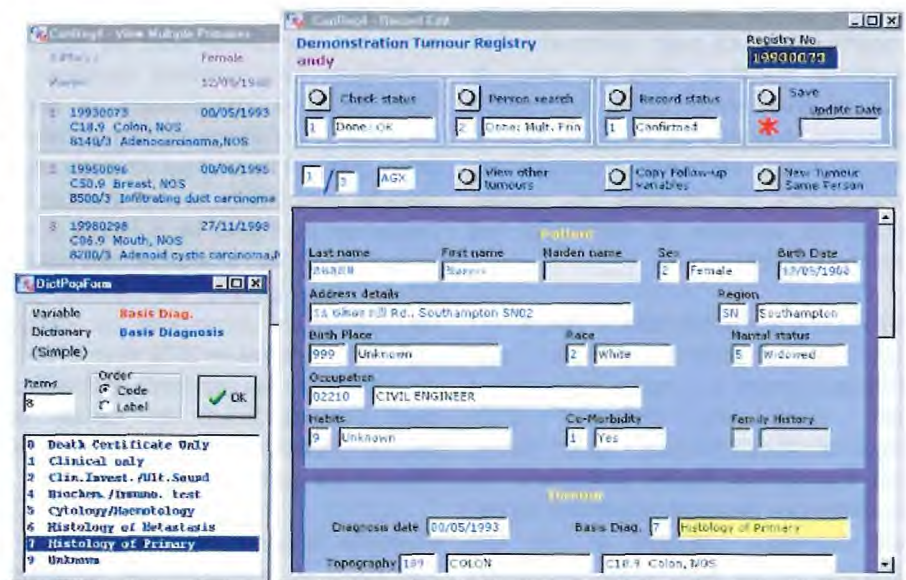 CanReg4 - View Multiple Primaries
Female
12/05/1900
1 19930073 00/05/1993
C18.9 Colon, NOS
8140/3 Adenocarcinoma,NOS
2 19950096 00/06/1995
C50.9 Breast, NOS
8500/3 Infiltrating duct carcinoma
3 19980298 27/11/1998
C06.9 Mouth, NOS
8200/3 Adenoid cystic carcinoma,
DictPopForm
Variable Basis Diag.
Dictionary Basis Diagnosis
(Simple)
Items
8
Order
Code
Label
OK
0 Death Certificate Only
1 Clinical only
2 Clin.Invest./Ult.Sound
4 Biochem./Immuno. test
5 Cytology/Haematology
6 Histology of Metastasis
7 Histology of Primary
9 Unknown
CanReg4 - Record Edit
Demonstration Tumour Registry
andy
Registry No
19930073
Check status
1 Done: OK
Person search
2 Done: Mult. Prim
Record status
1 Confirmed
Save
Update Date
1 / 3 AGX
View other
tumours
Copy Follow-up
variables
New Tumour
Same Person
Patient
Last name First name Maiden name Sex Birth Date
2 Female
Address details Region
Rd., Southampton SN02 SN Southampton
Birth Place Race Marital status
999 Unknown 2 White 5 Widowed
Occupation
02210 CIVIL ENGINEER
Habits Co-Morbidity Family History
9 Unknown 1 Yes
Tumour
Diagnosis date 00/05/1993 Basis Diag. 7 Histology of Primary
Topography 189 COLON C18.9 Colon, NOS